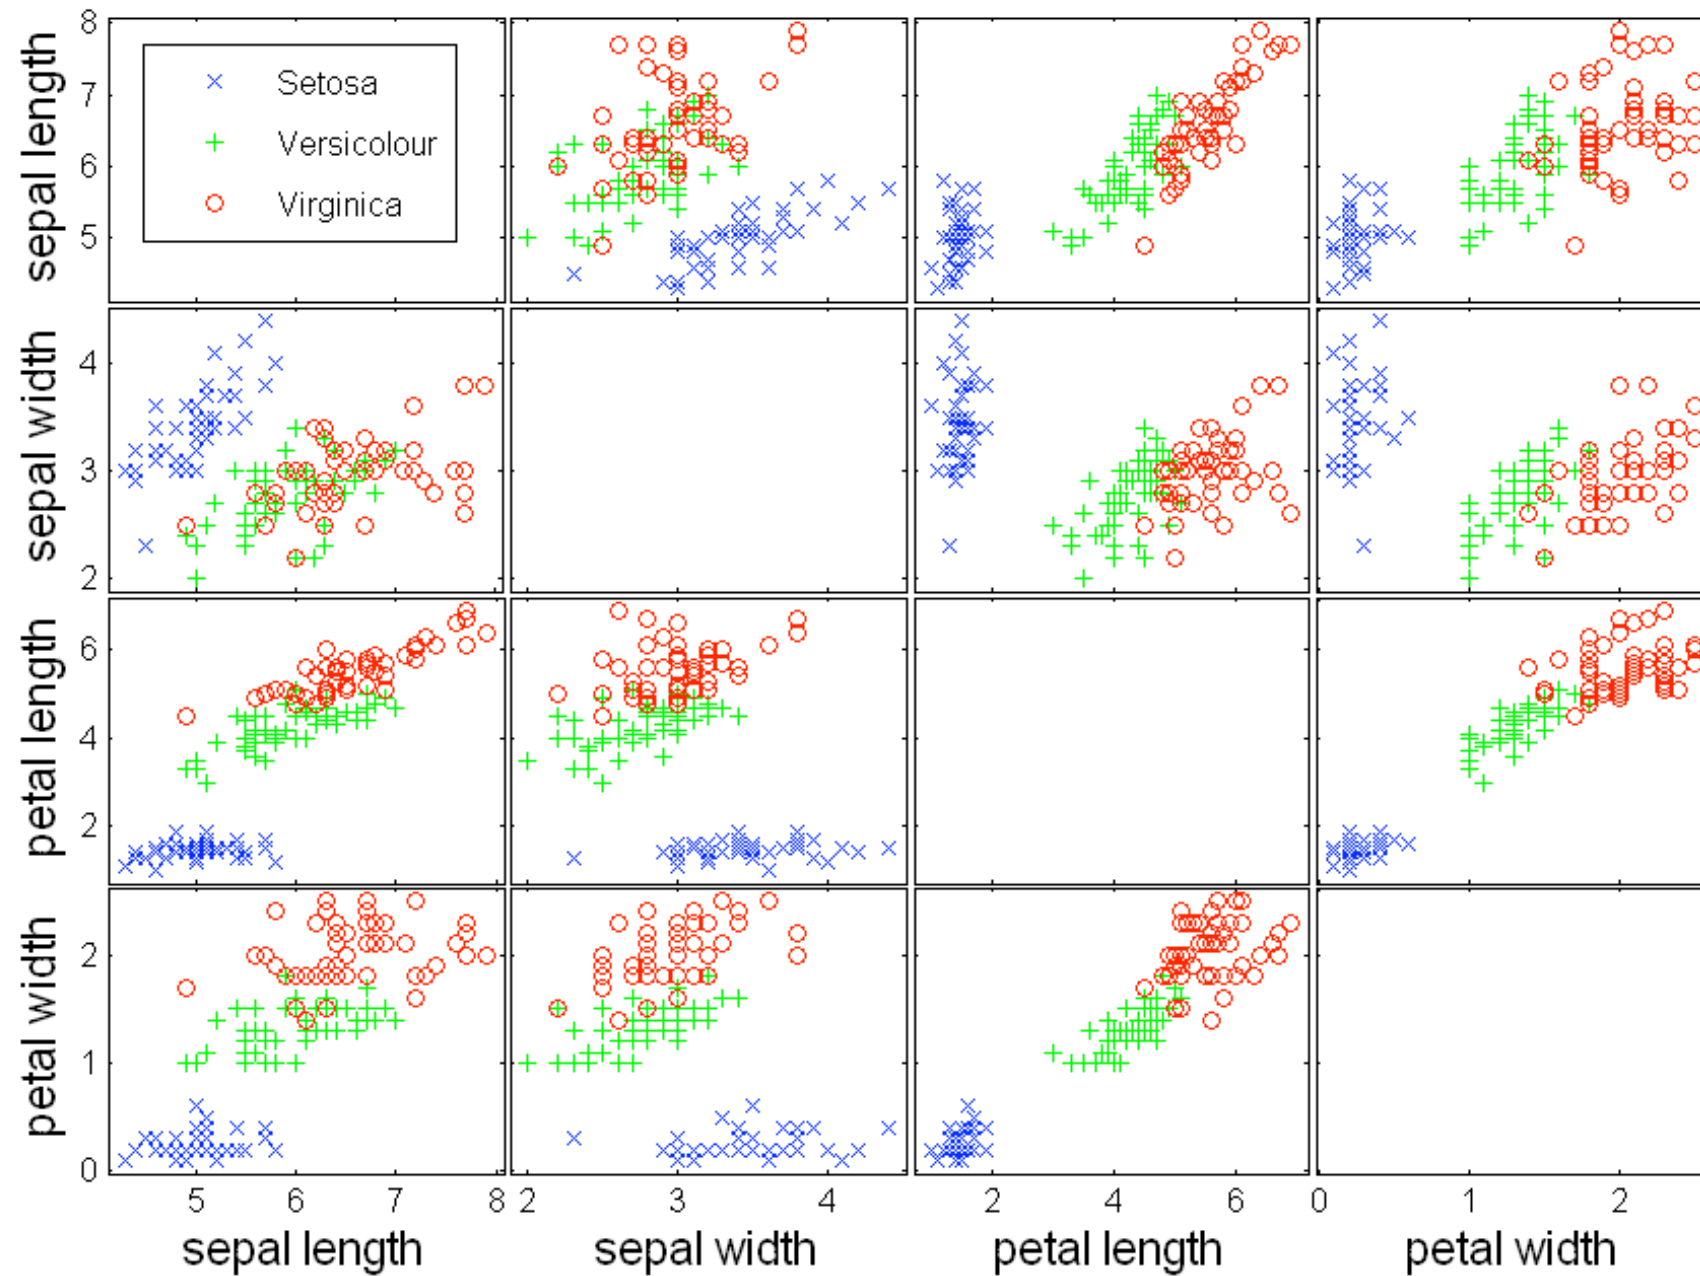 8
7
6
5
sepal length
Setosa
Versicolour
Virginica
4
3
2
sepal width
6
4
2
petal length
2
1
0
petal width
5 6 7 8 2 3 4 2 4 6 0 1 2
sepal length sepal width petal length petal width